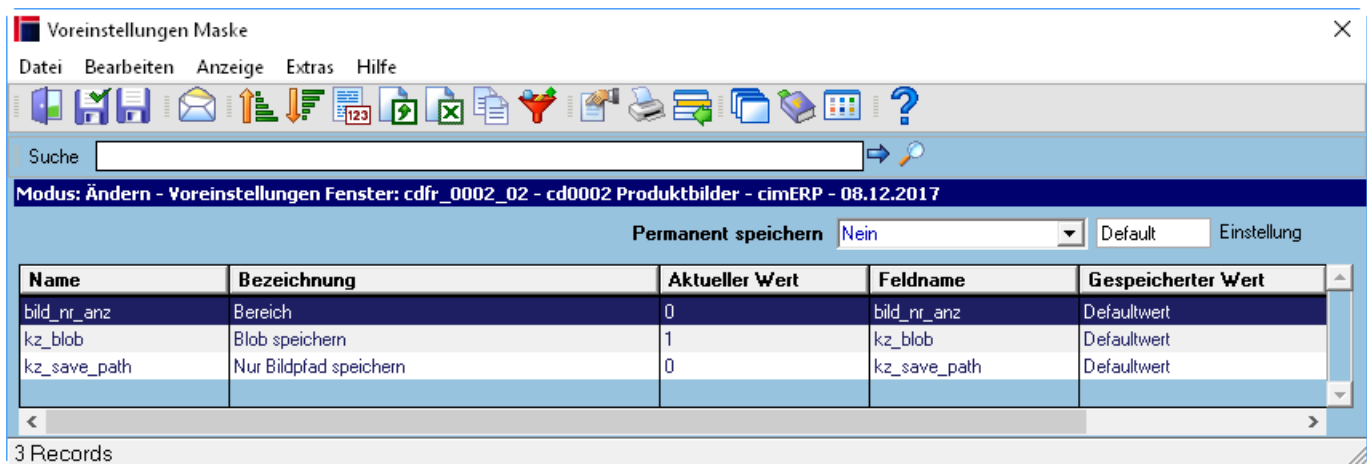 Voreinstellungen Maske
Datei Bearbeiten Anzeige Extras Hilfe
123
Suche
Modus: Ändern - Voreinstellungen Fenster: cdfr_0002_02 - cd0002 Produktbilder - cimERP - 08.12.2017
Permanent speichern Nein Default Einstellung
Name Bezeichnung Aktueller Wert Feldname Gespeicherter Wert
bild_nr_anz Bereich 0 bild_nr_anz Defaultwert
kz_blob Blob speichern 1 kz_blob Defaultwert
kz_save_path Nur Bildpfad speichern 0 kz_save_path Defaultwert
3 Records